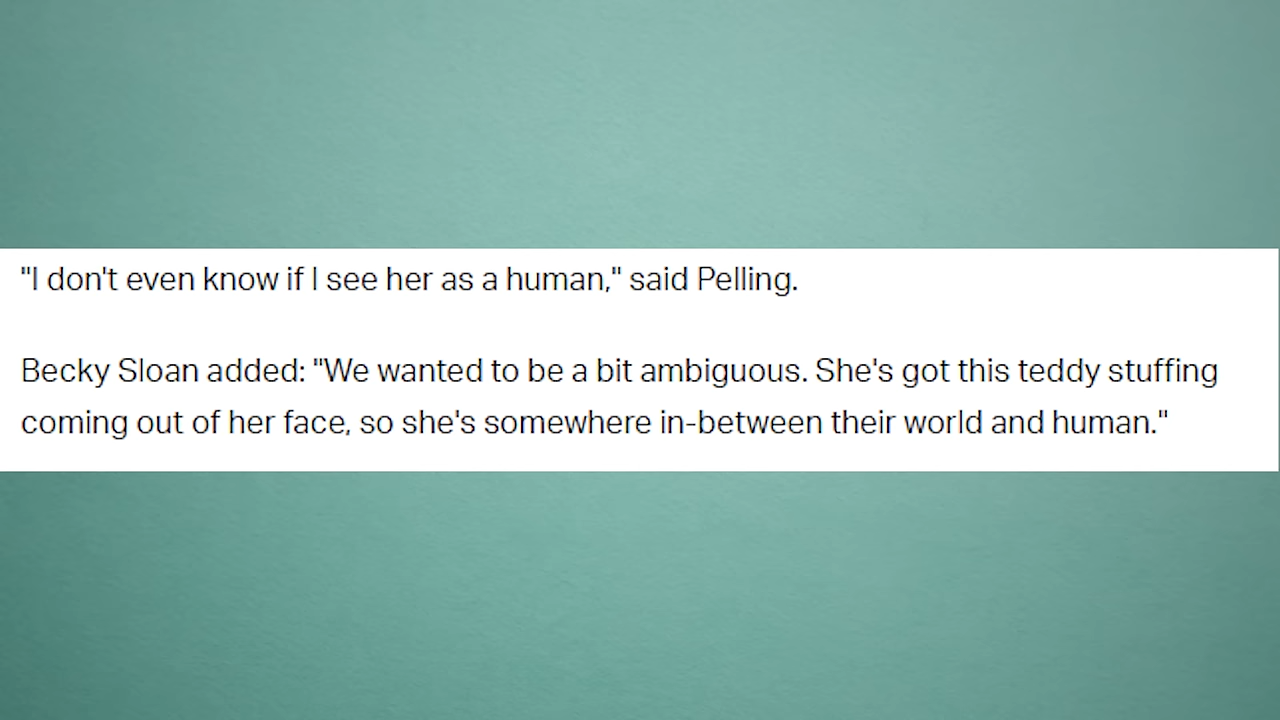 "I don't even know if I see her as a human," said Pelling.
Becky Sloan added: "We wanted to be a bit ambiguous. She's got this teddy stuffing
coming out of her face, so she's somewhere in-between their world and human."